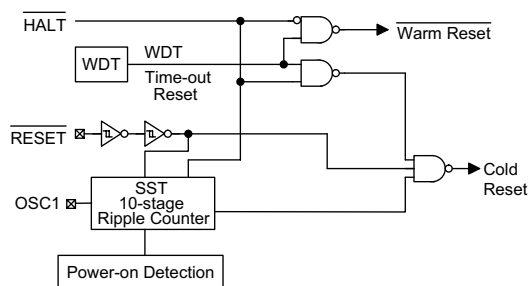 HALT
WDT
WDT
Time-out
Reset
Warm Reset
RESET
OSC1
SST
10-stage
Ripple Counter
Cold
Reset
Power-on Detection